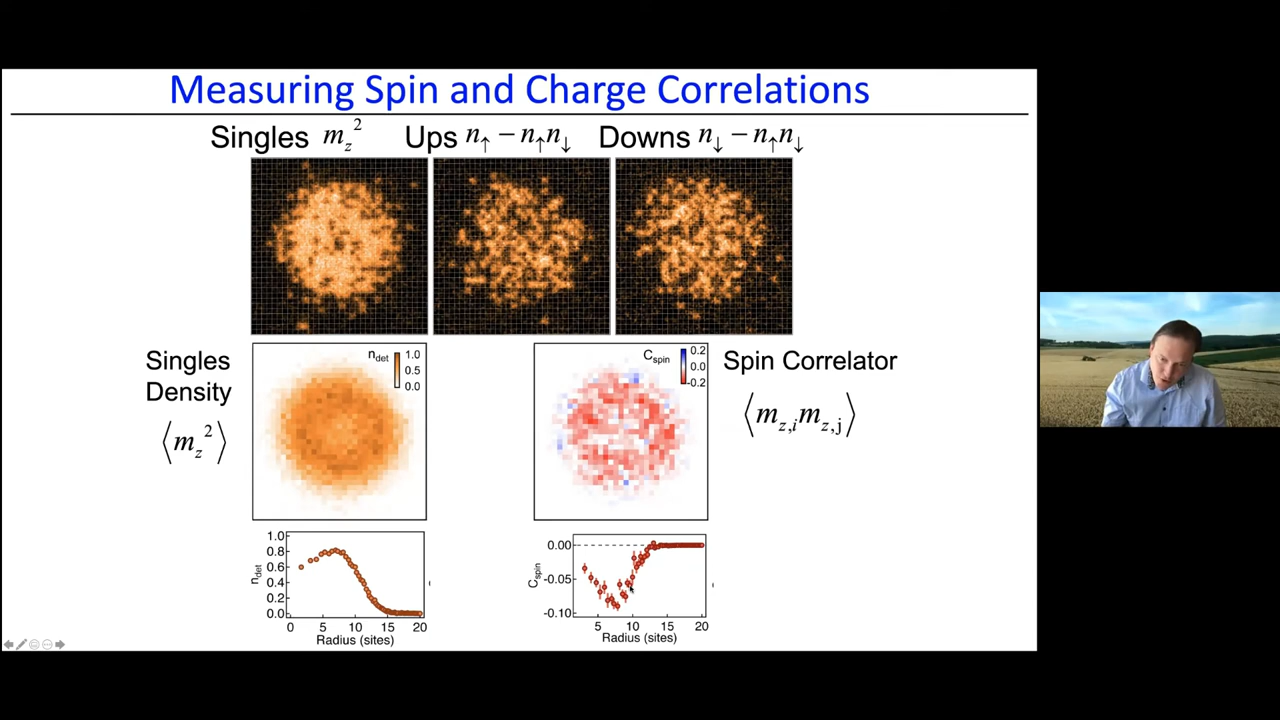 Measuring Spin and Charge Correlations
Singles m_z^2 Ups n↑ − n↑n↓ Downs n↓ − n↑n↓
Singles
Density
⟨m_z^2⟩
n_det
1.0
0.5
0.0
C_spin
0.2
0.0
-0.2
Spin Correlator
⟨m_{z,i} m_{z,j}⟩
n_det
1.0
0.8
0.6
0.4
0.2
0.0
0 5 10 15 20
Radius (sites)
C_spin
0.00
-0.05
-0.10
5 10 15 20
Radius (sites)